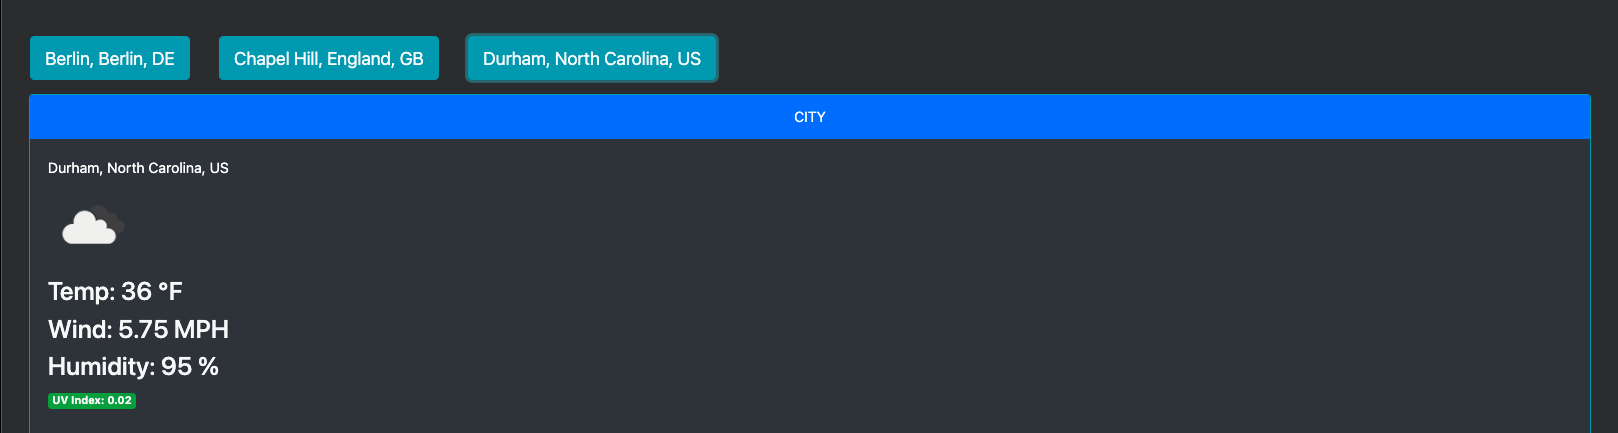 Berlin, Berlin, DE
Chapel Hill, England, GB
Durham, North Carolina, US
CITY
Durham, North Carolina, US
Temp: 36 °F
Wind: 5.75 MPH
Humidity: 95 %
UV Index: 0.02